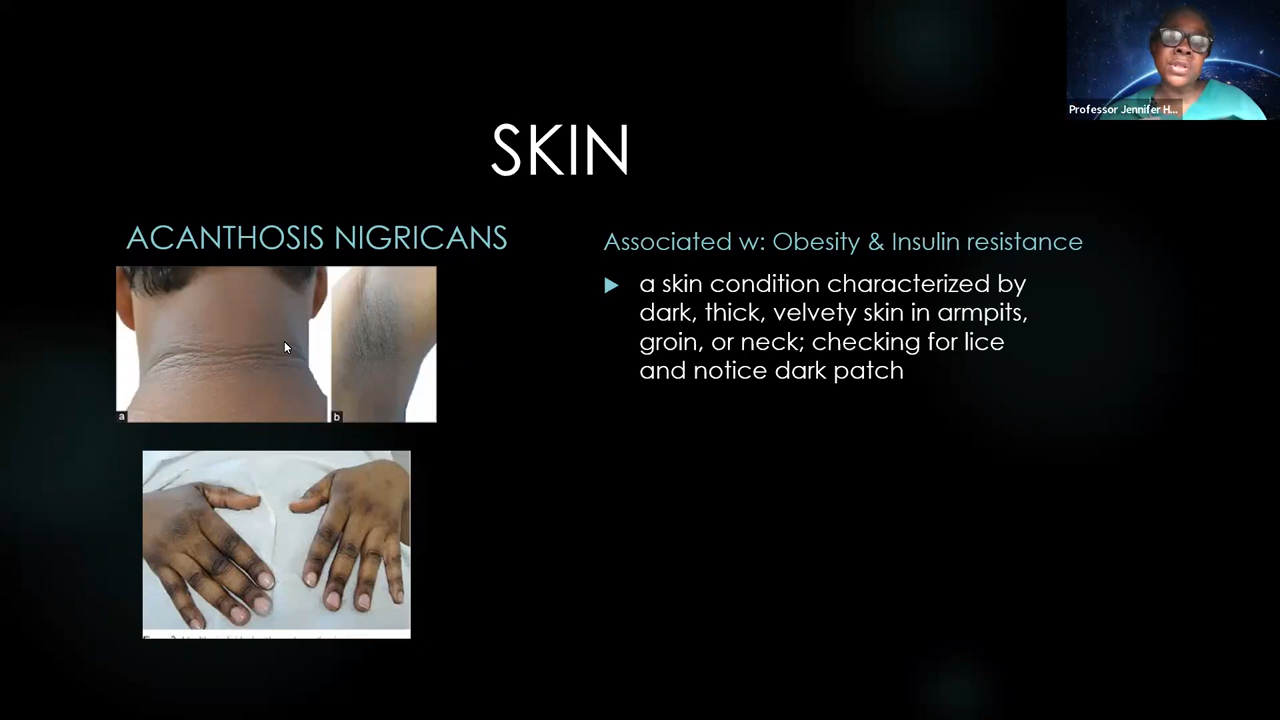 Professor Jennifer H...
SKIN
ACANTHOSIS NIGRICANS
a
b
Associated w: Obesity & Insulin resistance
a skin condition characterized by
dark, thick, velvety skin in armpits,
groin, or neck; checking for lice
and notice dark patch